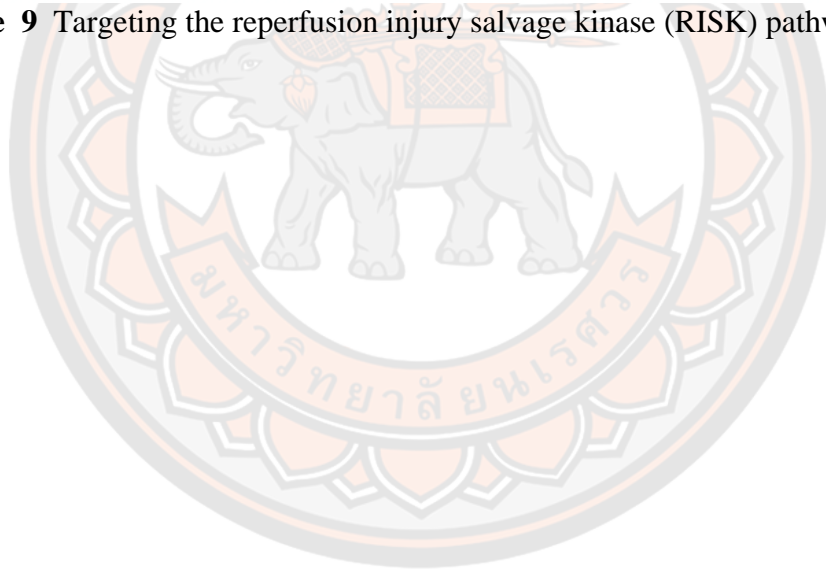 9 Targeting the reperfusion injury salvage kinase (RISK)
มหาวิทยาลัยนเรศวร